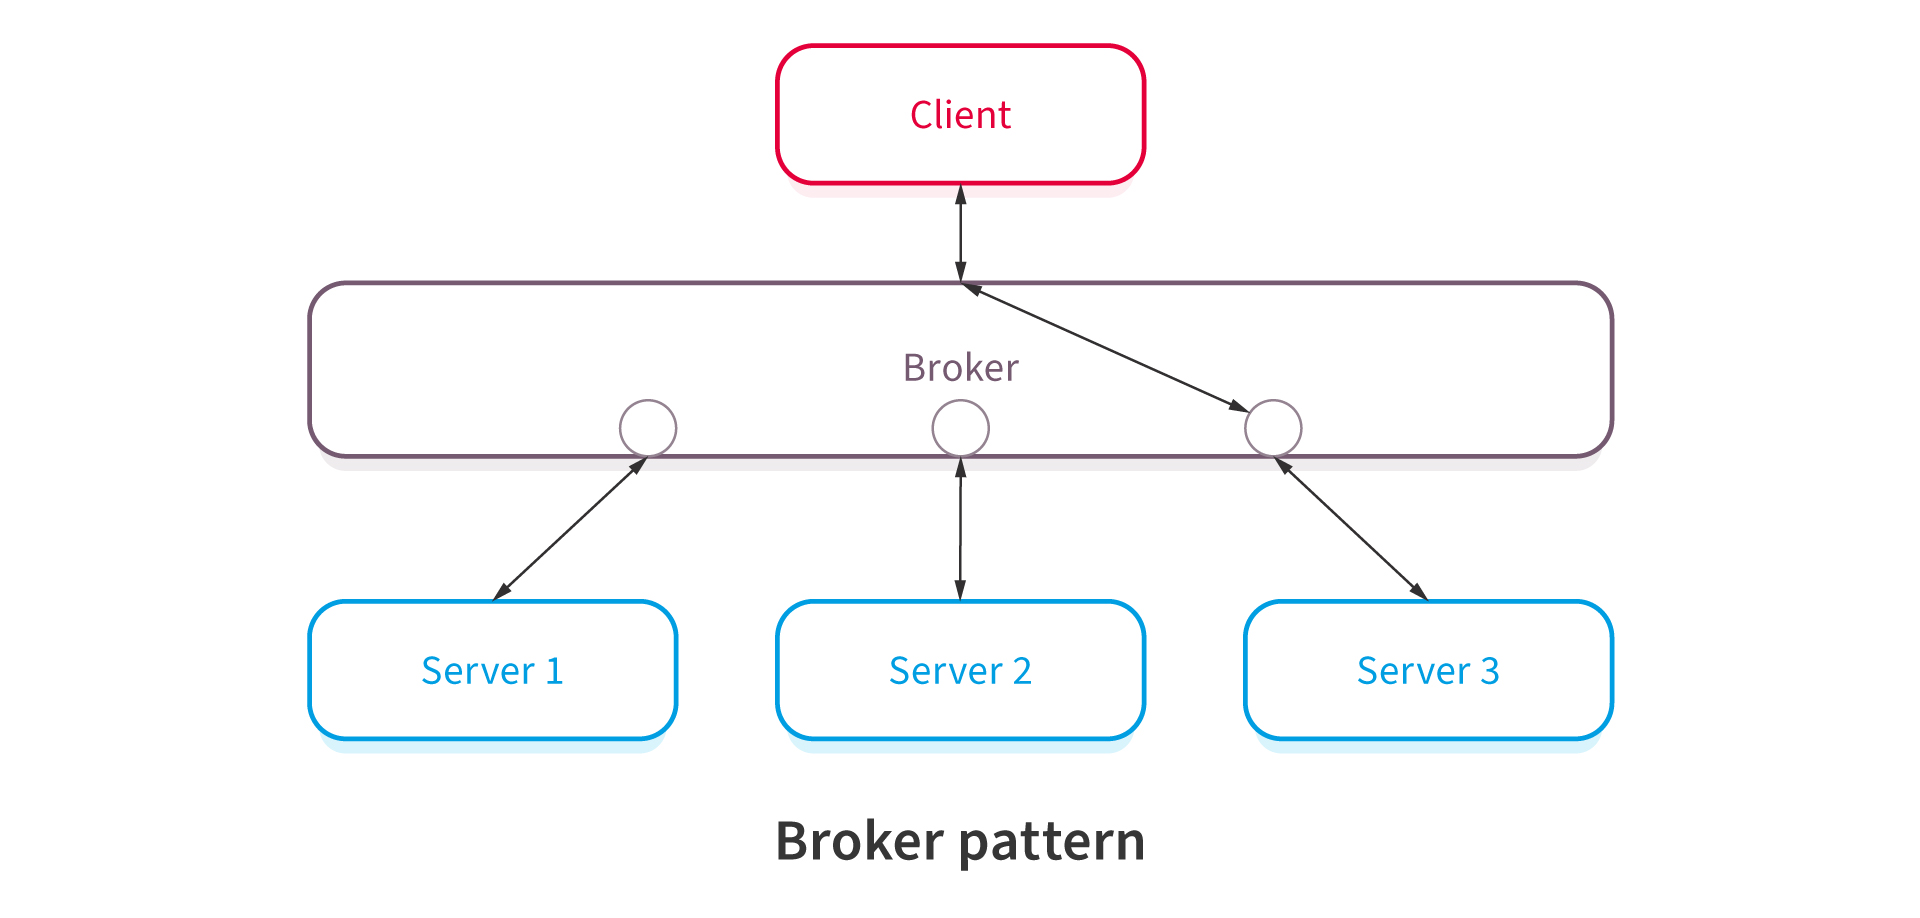 Client
Broker
Server 1
Server 2
Server 3
Broker pattern